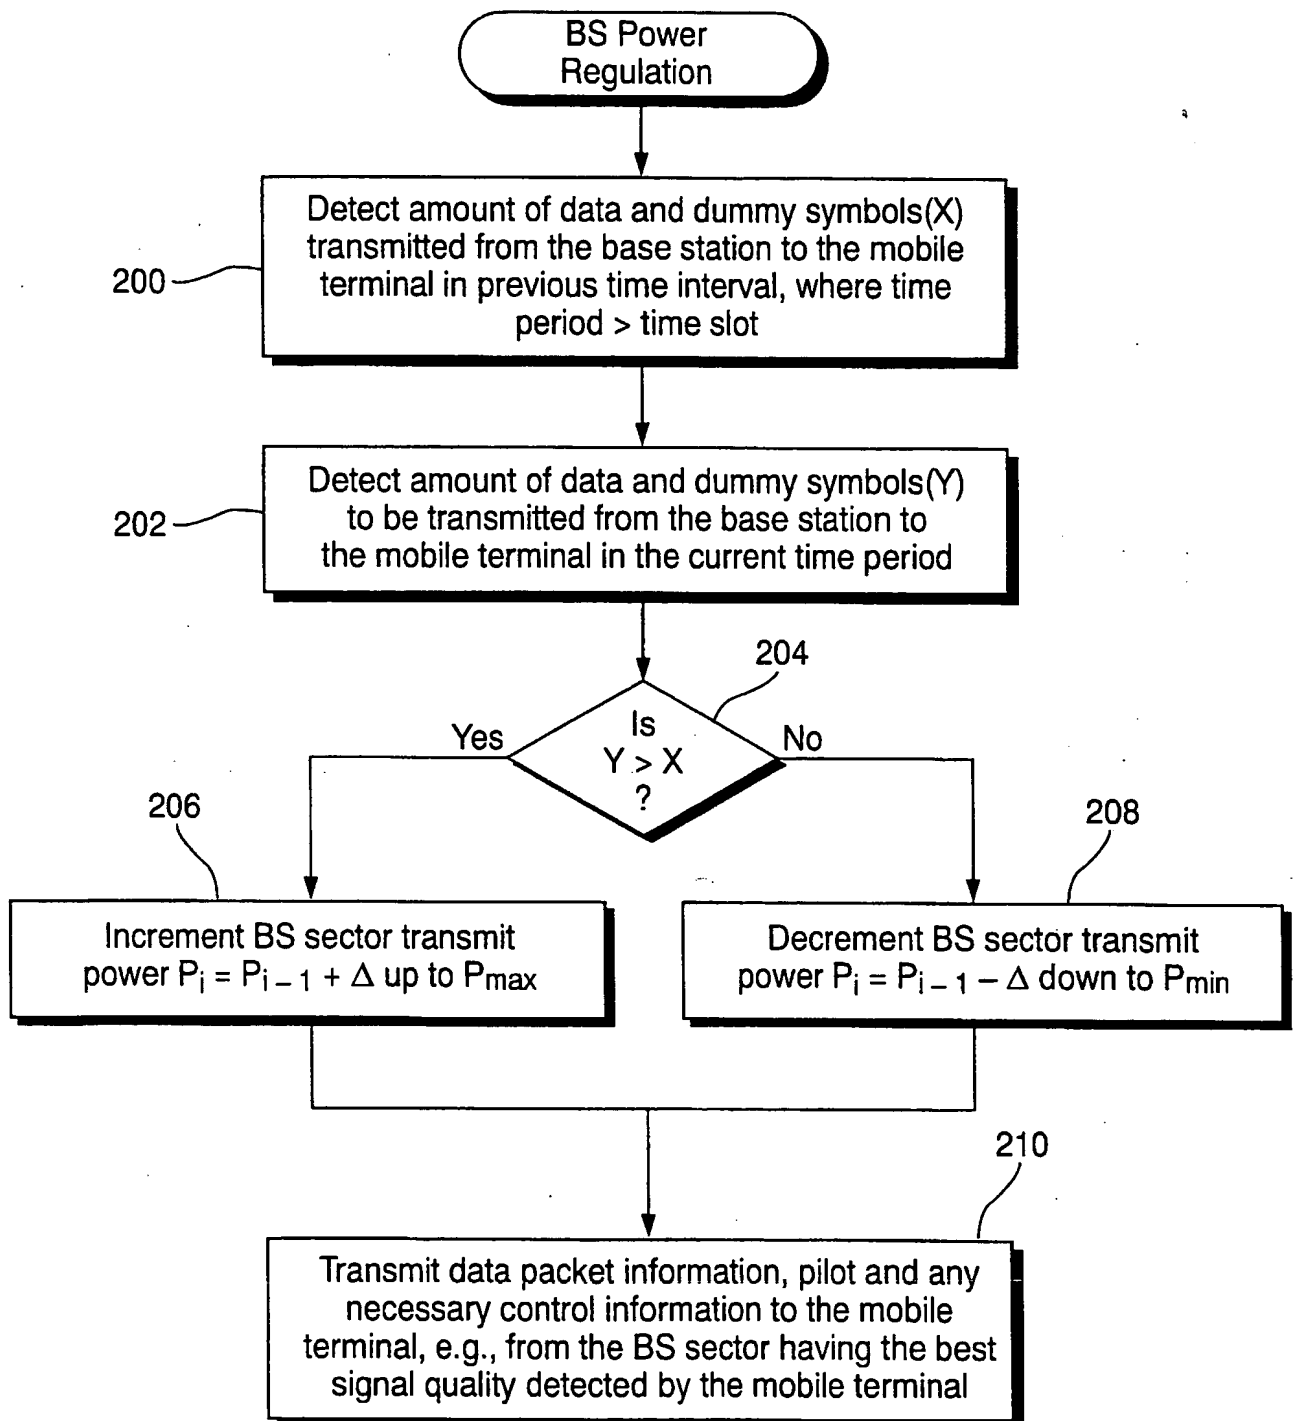 BS Power
Regulation
Detect amount of data and dummy symbols(X)
transmitted from the base station to the mobile
terminal in previous time interval, where time
period > time slot
200
Detect amount of data and dummy symbols(Y)
to be transmitted from the base station to
the mobile terminal in the current time period
202
204
Is
Y > X
?
Yes
No
206
208
Increment BS sector transmit
power Pi = Pi – 1 + Δ up to Pmax
Decrement BS sector transmit
power Pi = Pi – 1 – Δ down to Pmin
210
Transmit data packet information, pilot and any
necessary control information to the mobile
terminal, e.g., from the BS sector having the best
signal quality detected by the mobile terminal